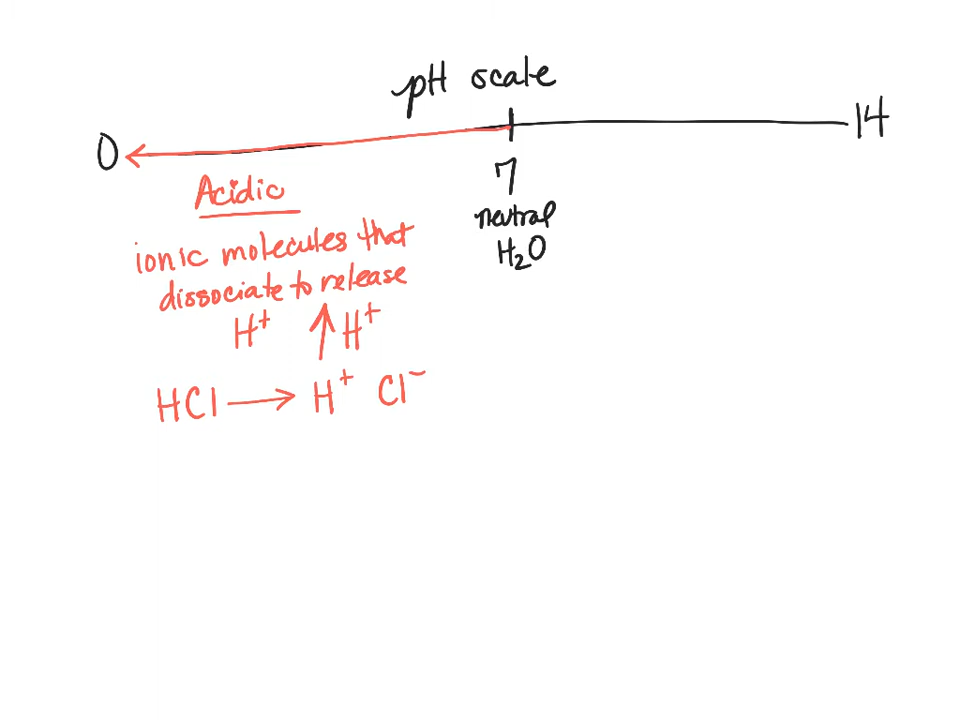 pH scale
0
14
7
neutral
H₂O
Acidic
ionic molecules that
dissociate to release
H⁺ ↑ H⁺
HCl → H⁺ Cl⁻